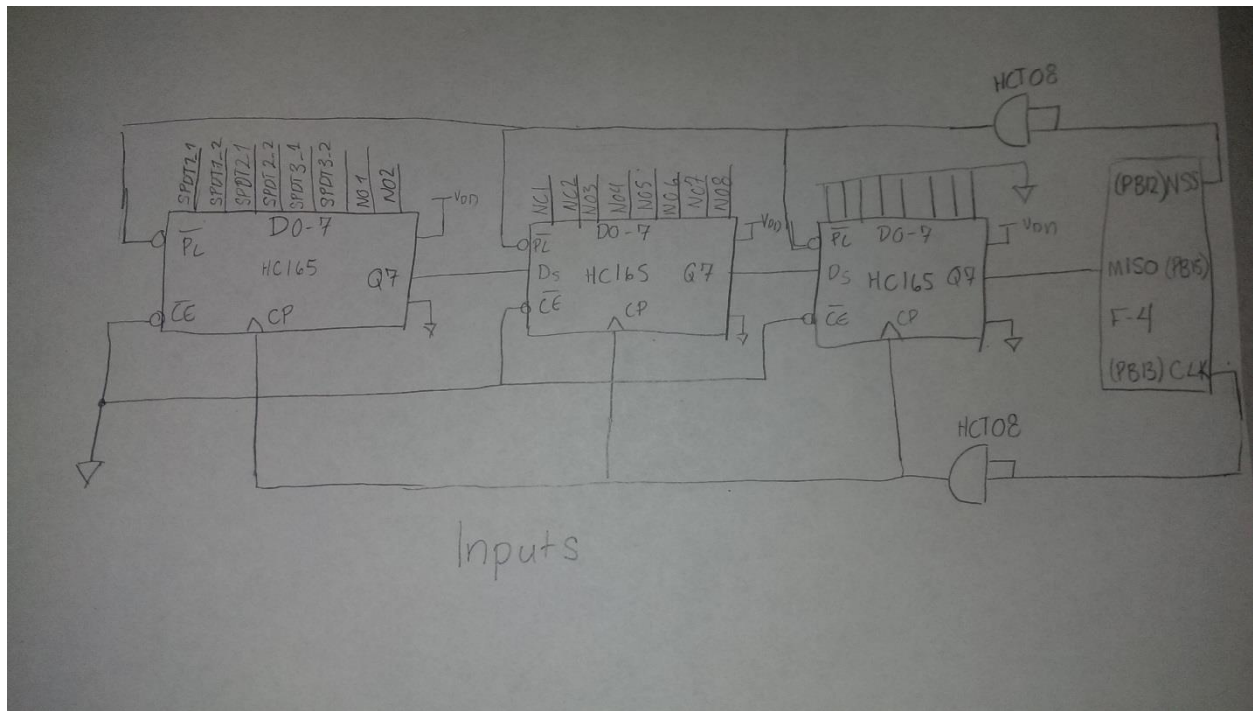 HCT08
SPDT2_1
SPDT1_2
SPDT2_1
SPDT2_2
SPDT3_1
SPDT3_2
NO1
NO2
VDD
PL
D0-7
HC165
Q7
CE
CP
NC1
NC2
NO3
NO4
NO5
NO6
NC7
NO8
VDD
PL
D0-7
DS
HC165
Q7
CE
CP
VDD
PL
D0-7
DS
HC165
Q7
CE
CP
(PB12)NSS
MISO (PB15)
F-4
(PB13) CLK
HCT08
Inputs